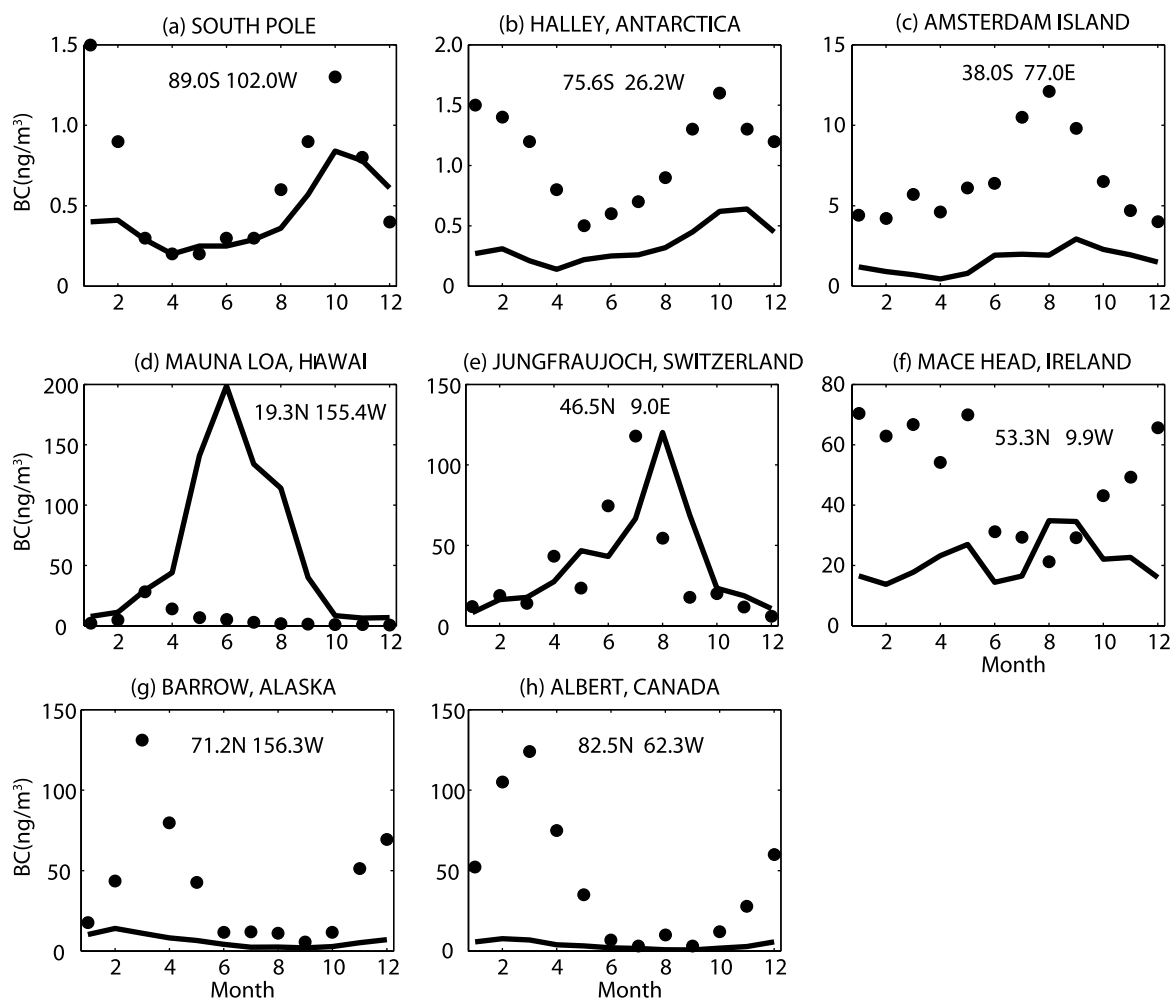 (a) SOUTH POLE
(b) HALLEY, ANTARCTICA
(c) AMSTERDAM ISLAND
BC(ng/m³)
1.5
1.0
0.5
0
89.0S 102.0W
2 4 6 8 10 12
2.0
1.5
1.0
0.5
0
75.6S 26.2W
2 4 6 8 10 12
15
10
5
0
38.0S 77.0E
2 4 6 8 10 12
(d) MAUNA LOA, HAWAI
(e) JUNGFRAUJOCH, SWITZERLAND
(f) MACE HEAD, IRELAND
BC(ng/m³)
200
150
100
50
0
19.3N 155.4W
2 4 6 8 10 12
150
100
50
0
46.5N 9.0E
2 4 6 8 10 12
80
60
40
20
0
53.3N 9.9W
2 4 6 8 10 12
Month
(g) BARROW, ALASKA
(h) ALBERT, CANADA
BC(ng/m³)
150
100
50
0
71.2N 156.3W
2 4 6 8 10 12
Month
150
100
50
0
82.5N 62.3W
2 4 6 8 10 12
Month